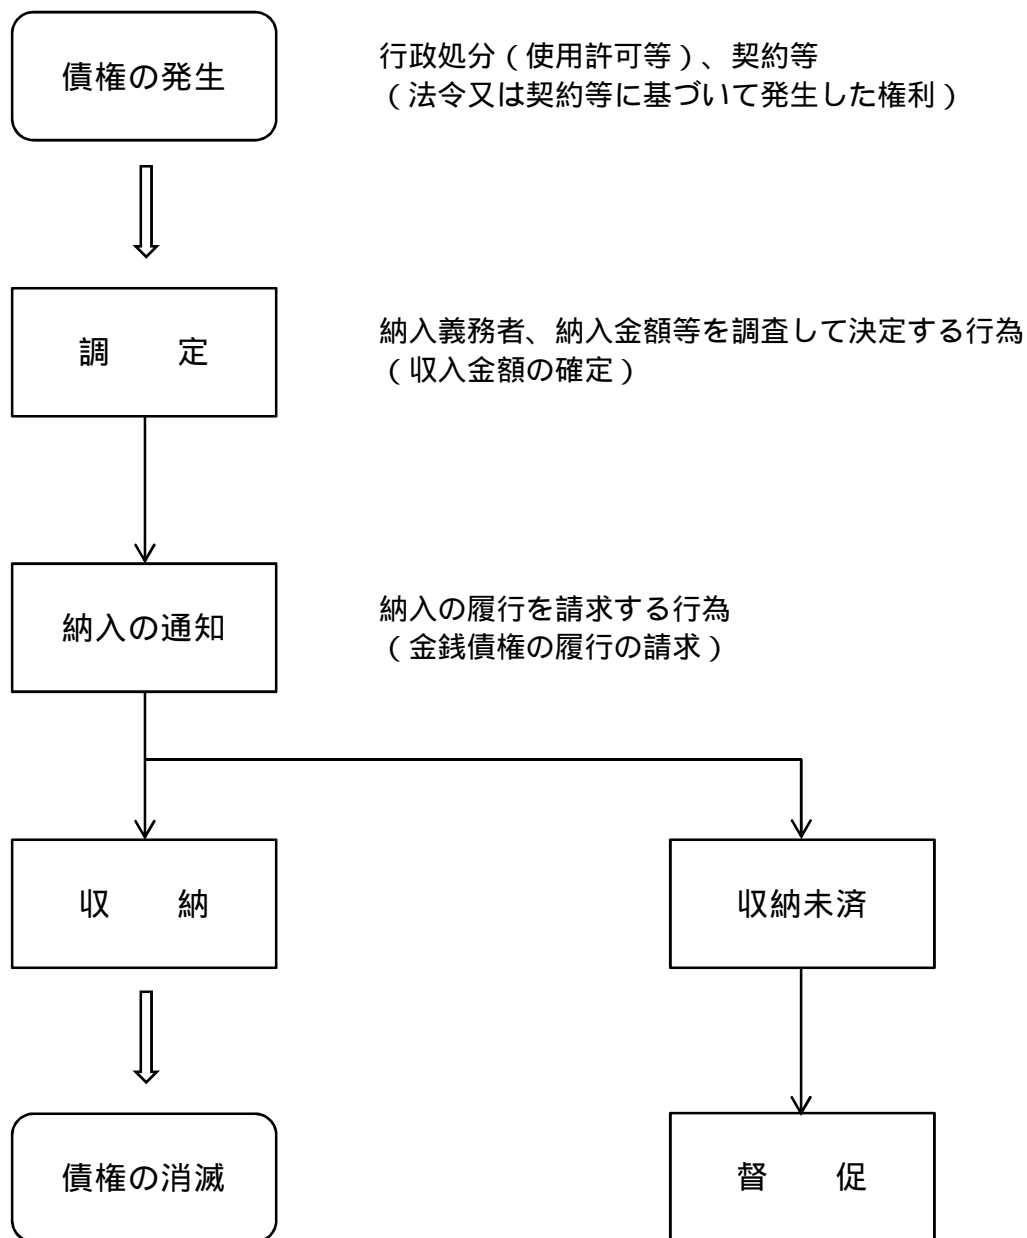 債権の発生
行政処分(使用許可等)、契約等
(法令又は契約等に基づいて発生した権利)
調　　定
納入義務者、納入金額等を調査して決定する行為
(収入金額の確定)
納入の通知
納入の履行を請求する行為
(金銭債権の履行の請求)
収　　納
収納未済
債権の消滅
督　　促